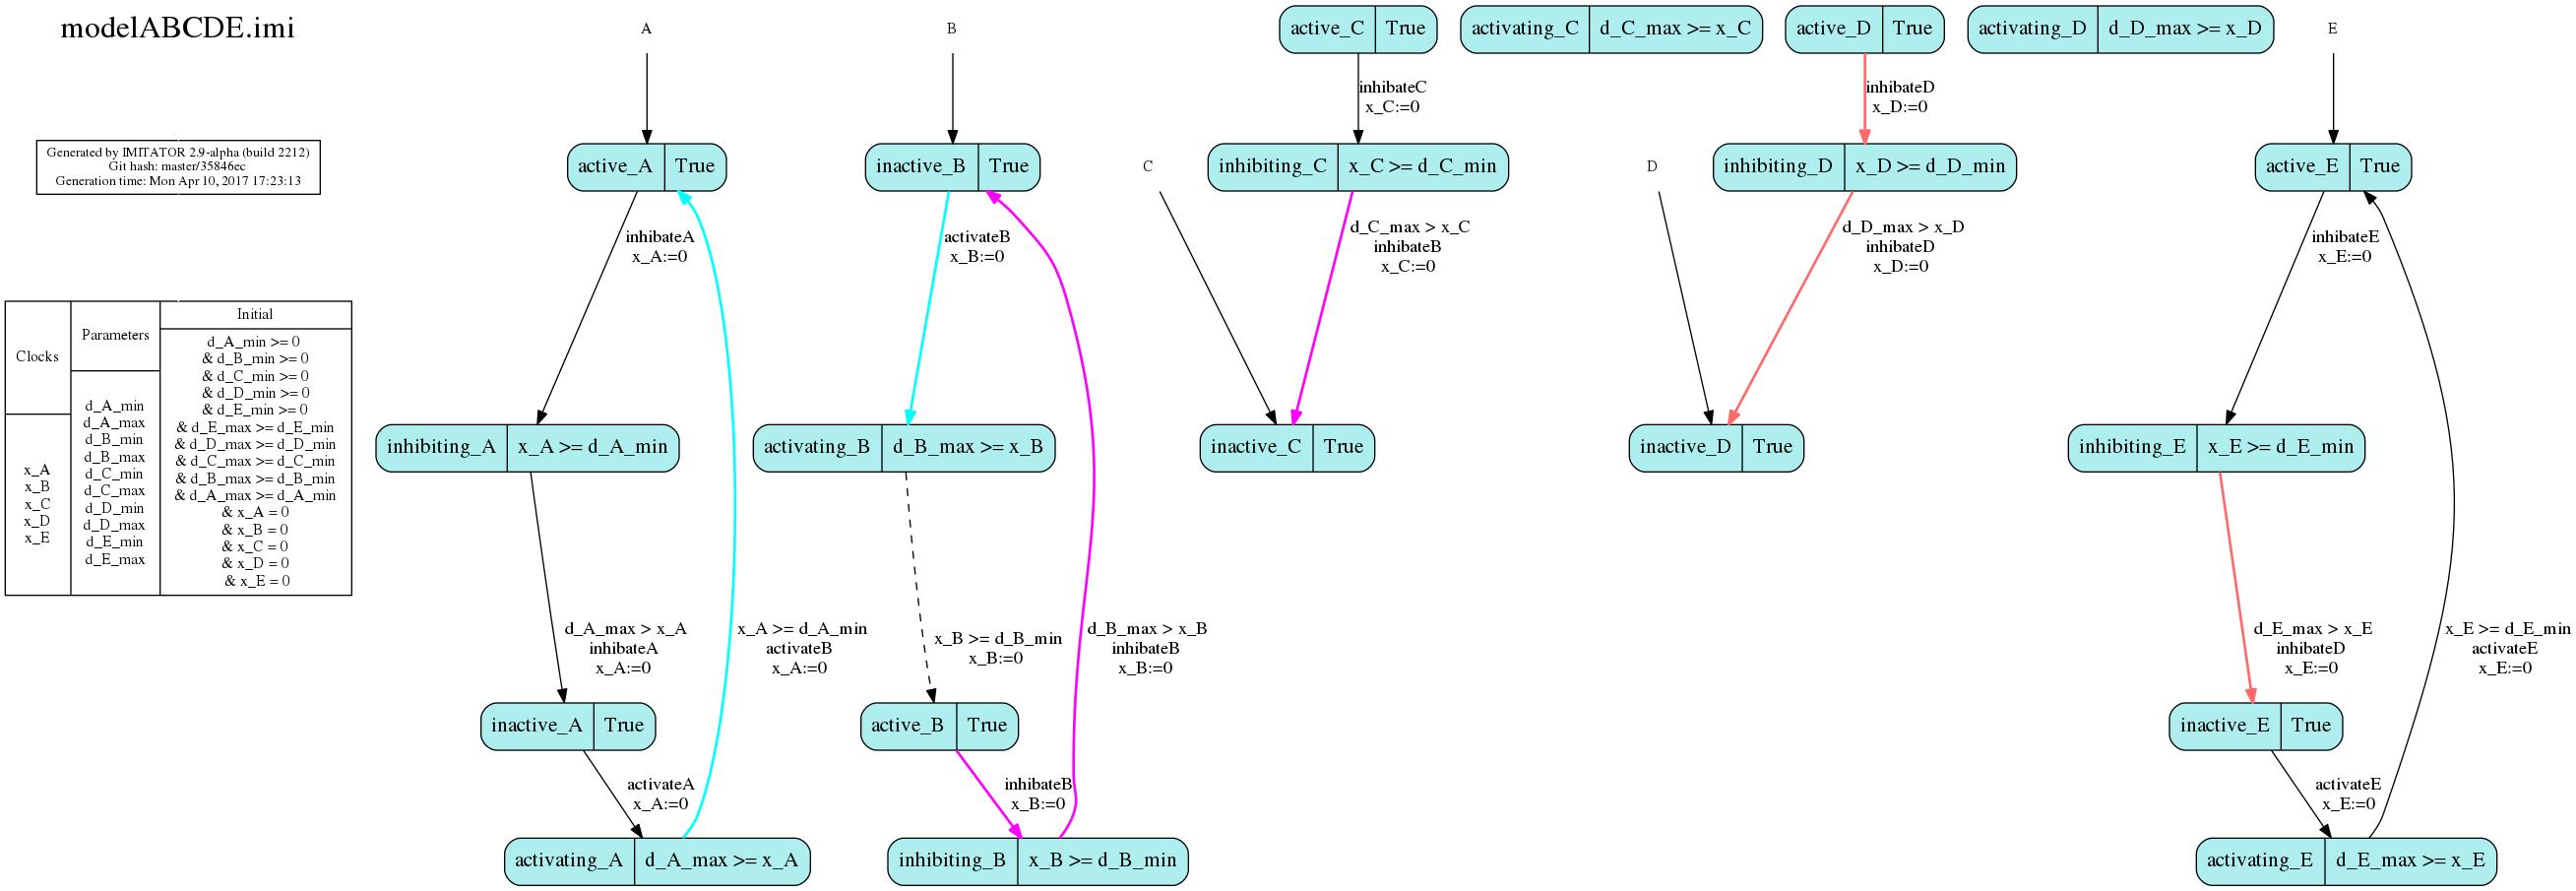 modelABCDE.imi
Generated by IMITATOR 2.9-alpha (build 2212)
Git hash: master/35846ec
Generation time: Mon Apr 10, 2017 17:23:13
Clocks
x_A
x_B
x_C
x_D
x_E
Parameters
d_A_min
d_A_max
d_B_min
d_B_max
d_C_min
d_C_max
d_D_min
d_D_max
d_E_min
d_E_max
Initial
d_A_min >= 0
& d_B_min >= 0
& d_C_min >= 0
& d_D_min >= 0
& d_E_min >= 0
& d_E_max >= d_E_min
& d_D_max >= d_D_min
& d_C_max >= d_C_min
& d_B_max >= d_B_min
& d_A_max >= d_A_min
& x_A = 0
& x_B = 0
& x_C = 0
& x_D = 0
& x_E = 0
A
active_A True
inhibateA
x_A:=0
inhibiting_A x_A >= d_A_min
d_A_max > x_A
inhibateA
x_A:=0
x_A >= d_A_min
activateB
x_A:=0
inactive_A True
activateA
x_A:=0
activating_A d_A_max >= x_A
B
inactive_B True
activateB
x_B:=0
activating_B d_B_max >= x_B
x_B >= d_B_min
x_B:=0
d_B_max > x_B
inhibateB
x_B:=0
active_B True
inhibateB
x_B:=0
inhibiting_B x_B >= d_B_min
active_C True
activating_C d_C_max >= x_C
inhibateC
x_C:=0
C
inhibiting_C x_C >= d_C_min
d_C_max > x_C
inhibateB
x_C:=0
inactive_C True
active_D True
activating_D d_D_max >= x_D
inhibateD
x_D:=0
D
inhibiting_D x_D >= d_D_min
d_D_max > x_D
inhibateD
x_D:=0
inactive_D True
E
active_E True
inhibateE
x_E:=0
inhibiting_E x_E >= d_E_min
d_E_max > x_E
inhibateD
x_E:=0
x_E >= d_E_min
activateE
x_E:=0
inactive_E True
activateE
x_E:=0
activating_E d_E_max >= x_E